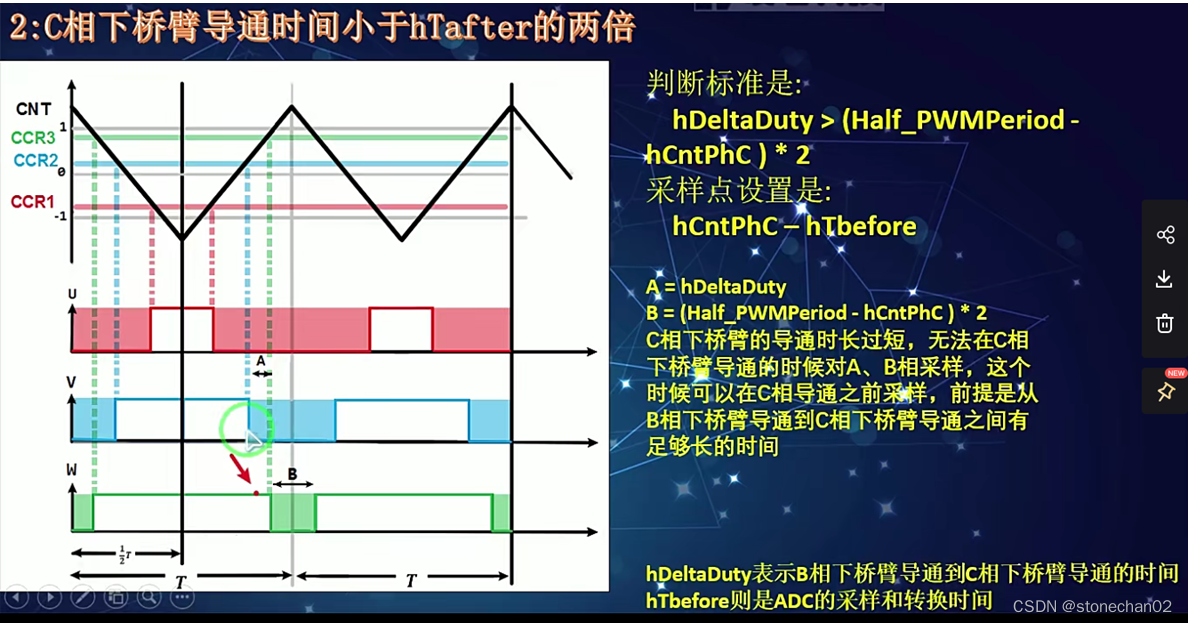 2:C相下桥臂导通时间小于hTafter的两倍
CNT
1
CCR3
CCR2
0
CCR1
-1
U
A
V
W
B
½T
T
T
判断标准是:
hDeltaDuty > (Half_PWMPeriod -
hCntPhC ) * 2
采样点设置是:
hCntPhC – hTbefore
A = hDeltaDuty
B = (Half_PWMPeriod - hCntPhC ) * 2
C相下桥臂的导通时长过短，无法在C相
下桥臂导通的时候对A、B相采样，这个
时候可以在C相导通之前采样，前提是从
B相下桥臂导通到C相下桥臂导通之间有
足够长的时间
hDeltaDuty表示B相下桥臂导通到C相下桥臂导通的时间
hTbefore则是ADC的采样和转换时间
NEW
CSDN @stonechan02